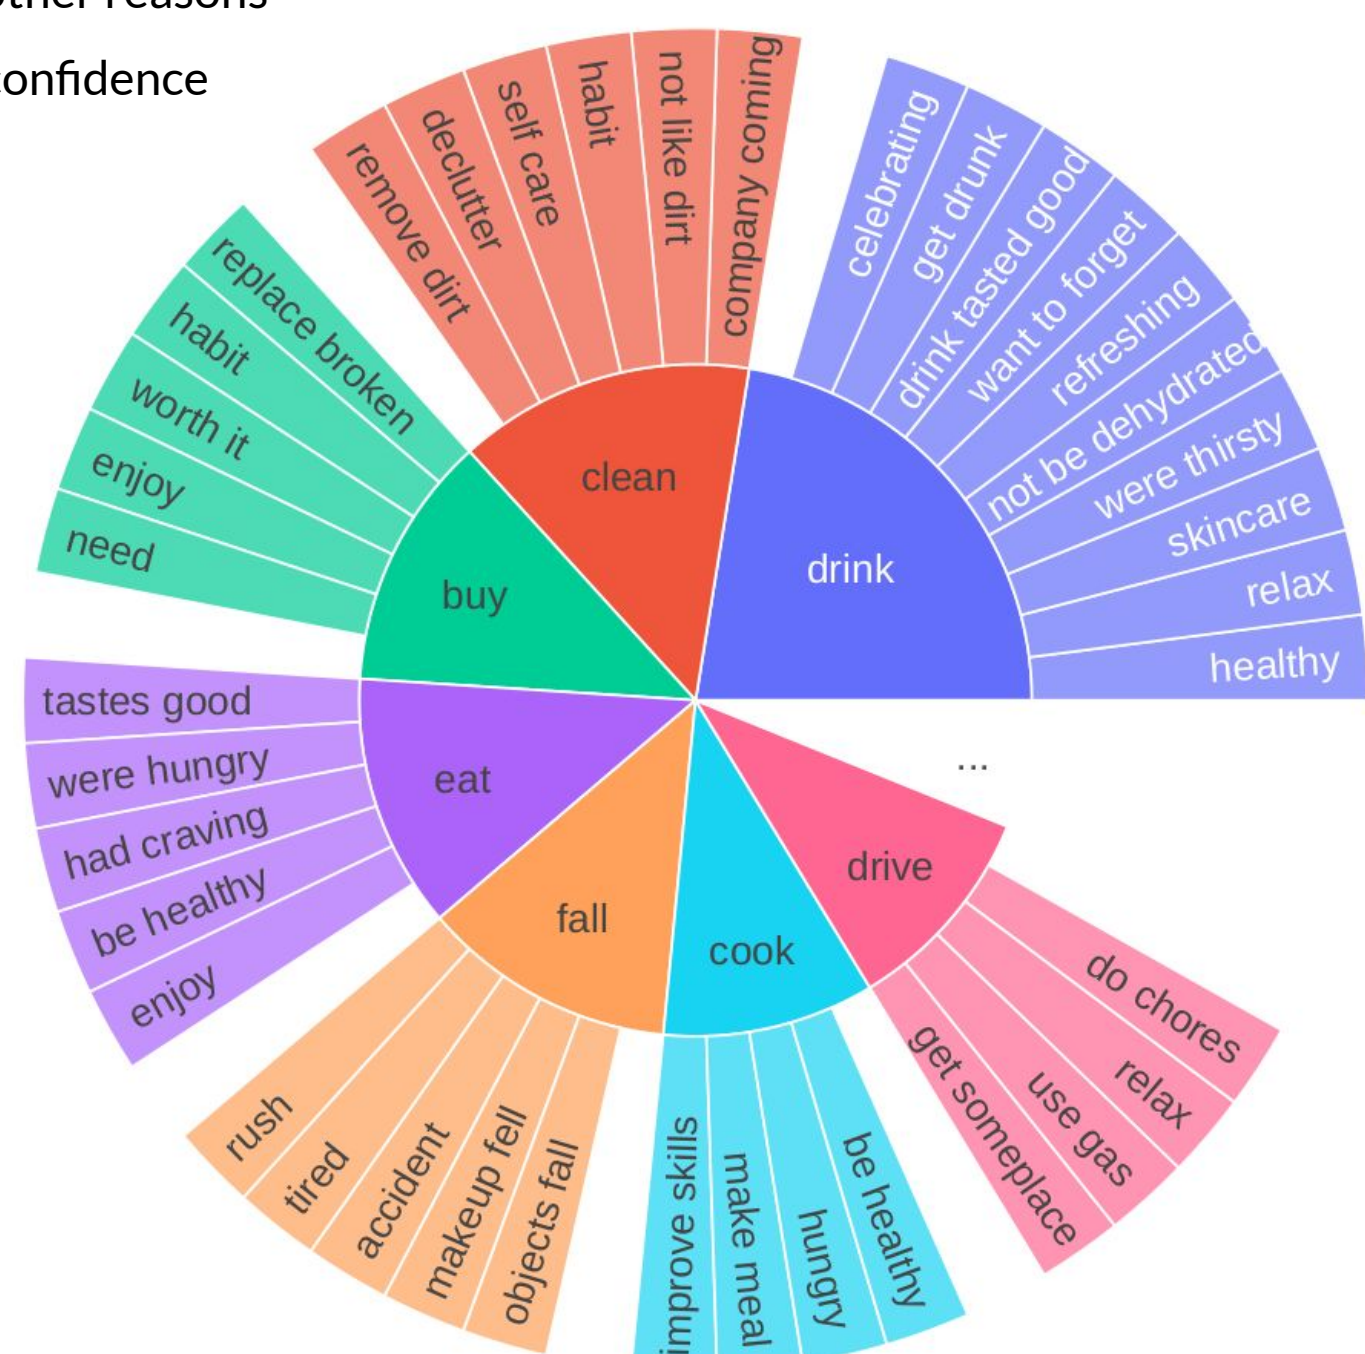 other reasons
confidence
celebrating
get drunk
drink tasted good
want to forget
refreshing
not be dehydrated
were thirsty
skincare
relax
healthy
drink
company coming
not like dirt
habit
self care
declutter
remove dirt
clean
replace broken
habit
worth it
enjoy
need
buy
tastes good
were hungry
had craving
be healthy
enjoy
eat
rush
tired
accident
makeup fell
objects fall
fall
improve skills
make meal
hungry
be healthy
cook
get someplace
use gas
relax
do chores
drive
...